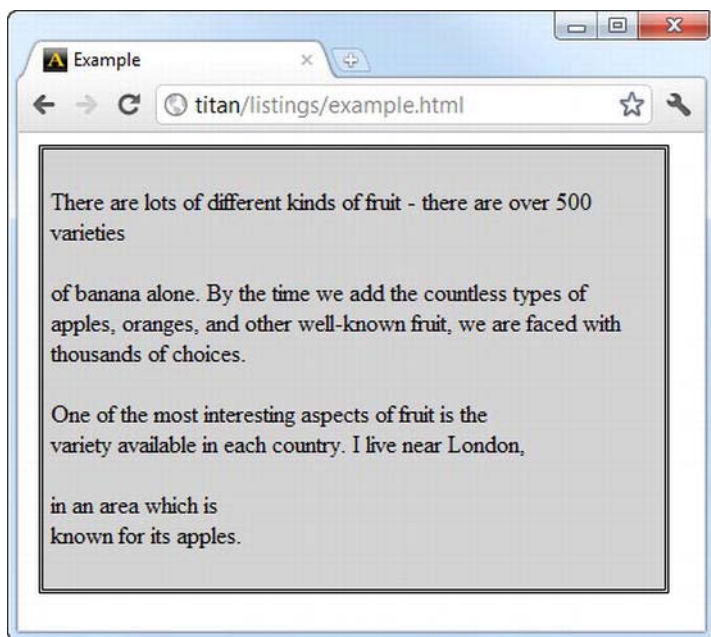 Example
titan/listings/example.html
There are lots of different kinds of fruit - there are over 500
varieties
of banana alone. By the time we add the countless types of
apples, oranges, and other well-known fruit, we are faced with
thousands of choices.
One of the most interesting aspects of fruit is the
variety available in each country. I live near London,
in an area which is
known for its apples.